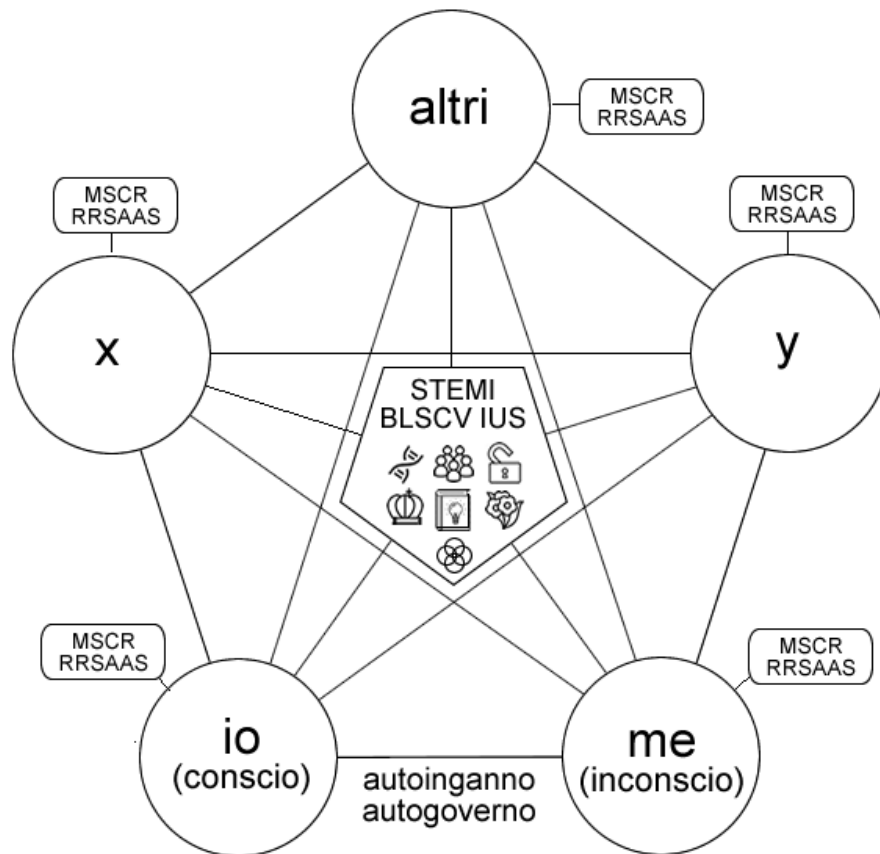 altri
MSCR
RRSAAS
MSCR
RRSAAS
MSCR
RRSAAS
x
y
STEMI
BLSCV IUS
MSCR
RRSAAS
MSCR
RRSAAS
io
(conscio)
me
(inconscio)
autoinganno
autogoverno